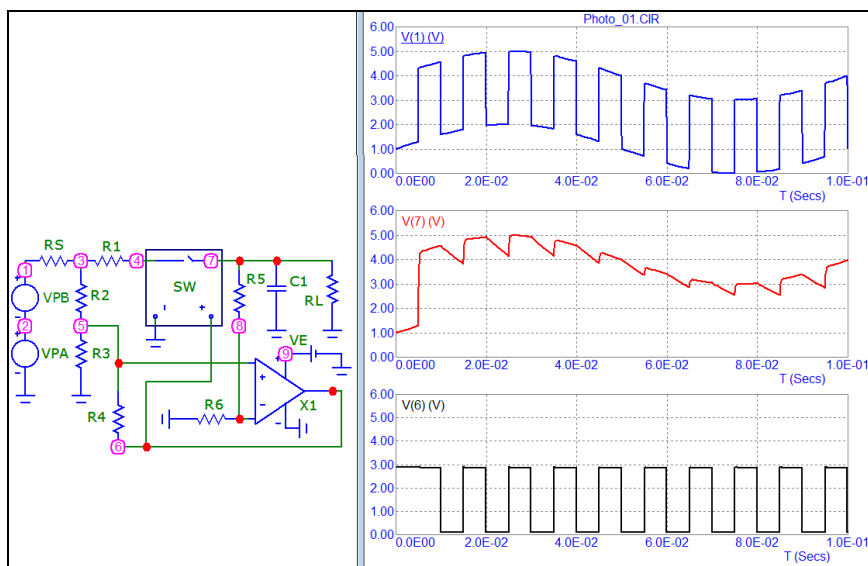 Photo_01.CIR
6.00
V(1) (V)
5.00
4.00
3.00
2.00
1.00
0.00
0.0E00 2.0E-02 4.0E-02 6.0E-02 8.0E-02 1.0E-01
T (Secs)
6.00
V(7) (V)
5.00
4.00
3.00
2.00
1.00
0.00
0.0E00 2.0E-02 4.0E-02 6.0E-02 8.0E-02 1.0E-01
T (Secs)
6.00
V(6) (V)
5.00
4.00
3.00
2.00
1.00
0.00
0.0E00 2.0E-02 4.0E-02 6.0E-02 8.0E-02 1.0E-01
T (Secs)
RS R1
1 3 4 7
SW R5 C1
VPB R2 RL
2 5 8
VPA R3 VE
9
R4 R6 X1
6